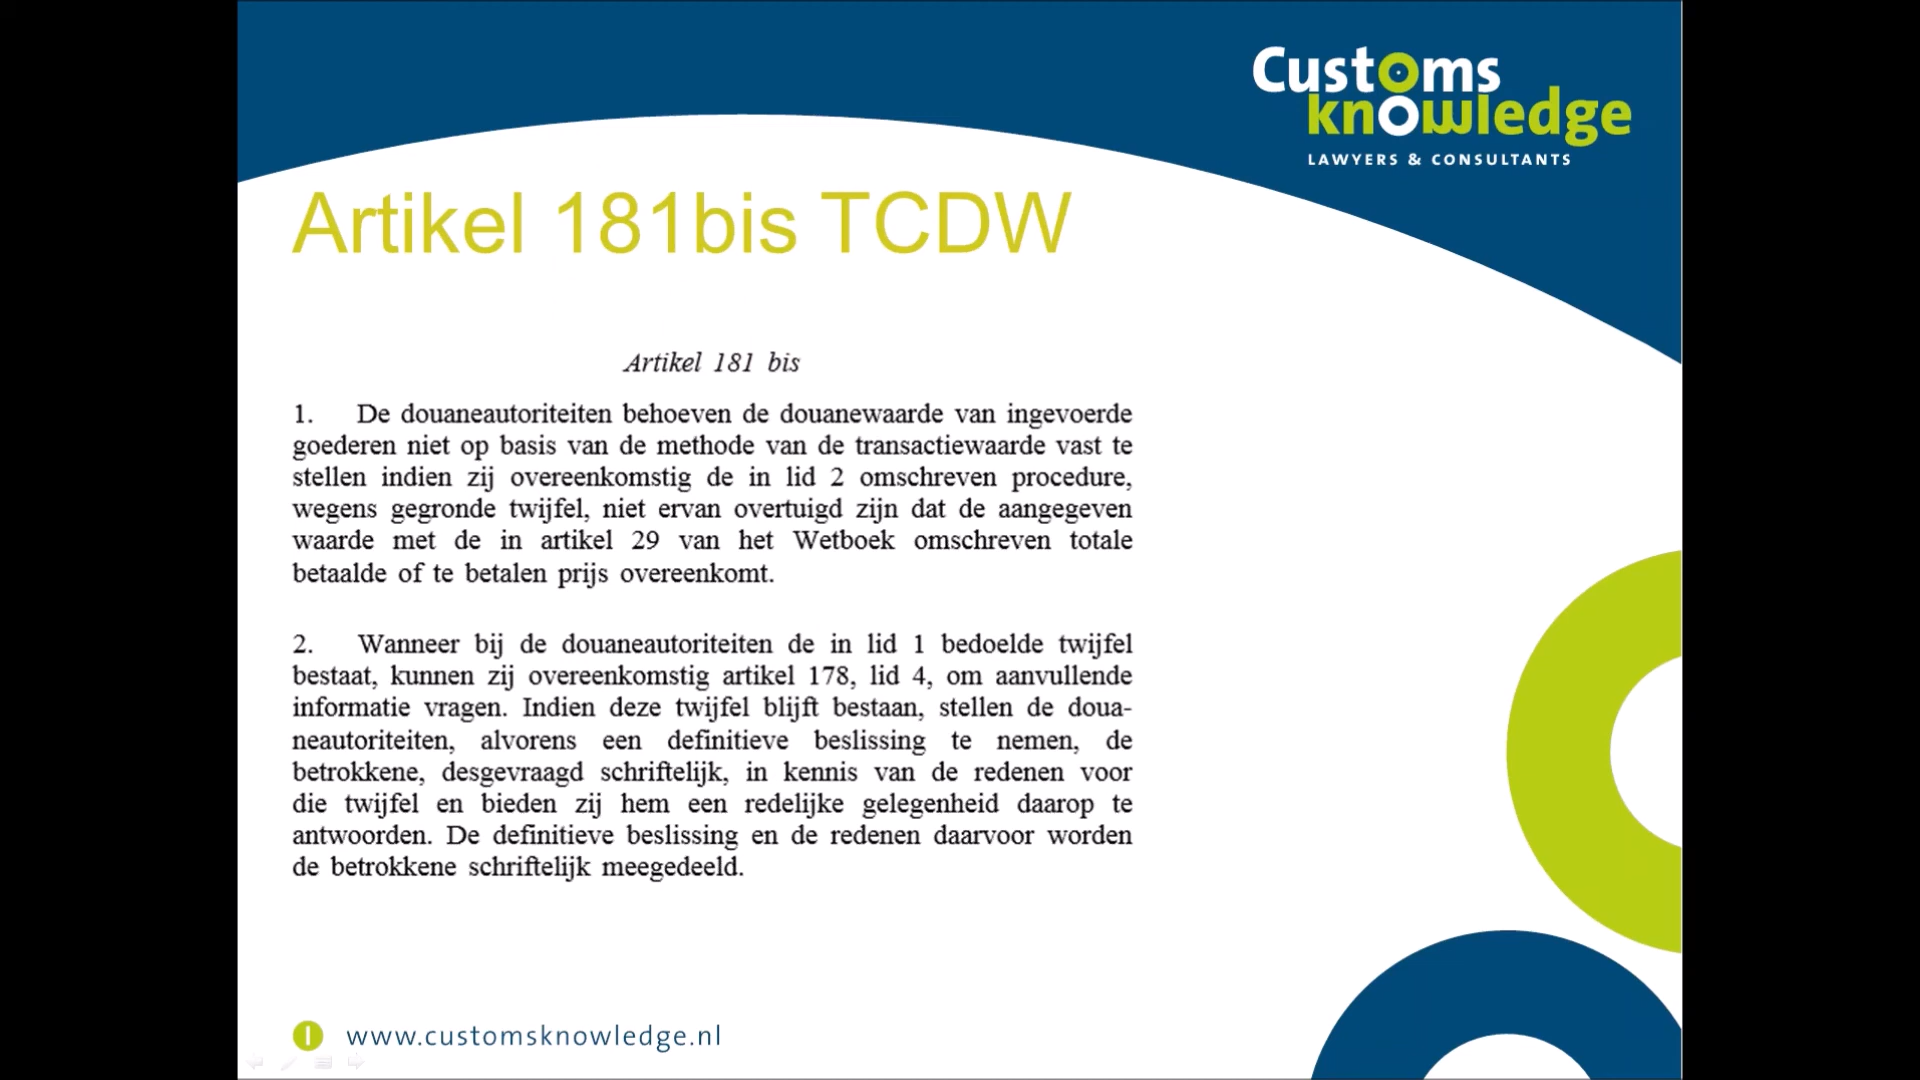 Customs
knowledge
LAWYERS & CONSULTANTS
Artikel 181bis TCDW
Artikel 181 bis
1. De douaneautoriteiten behoeven de douanewaarde van ingevoerde
goederen niet op basis van de methode van de transactiewaarde vast te
stellen indien zij overeenkomstig de in lid 2 omschreven procedure,
wegens gegronde twijfel, niet ervan overtuigd zijn dat de aangegeven
waarde met de in artikel 29 van het Wetboek omschreven totale
betaalde of te betalen prijs overeenkomt.
2. Wanneer bij de douaneautoriteiten de in lid 1 bedoelde twijfel
bestaat, kunnen zij overeenkomstig artikel 178, lid 4, om aanvullende
informatie vragen. Indien deze twijfel blijft bestaan, stellen de doua-
neautoriteiten, alvorens een definitieve beslissing te nemen, de
betrokkene, desgevraagd schriftelijk, in kennis van de redenen voor
die twijfel en bieden zij hem een redelijke gelegenheid daarop te
antwoorden. De definitieve beslissing en de redenen daarvoor worden
de betrokkene schriftelijk meegedeeld.
www.customsknowledge.nl